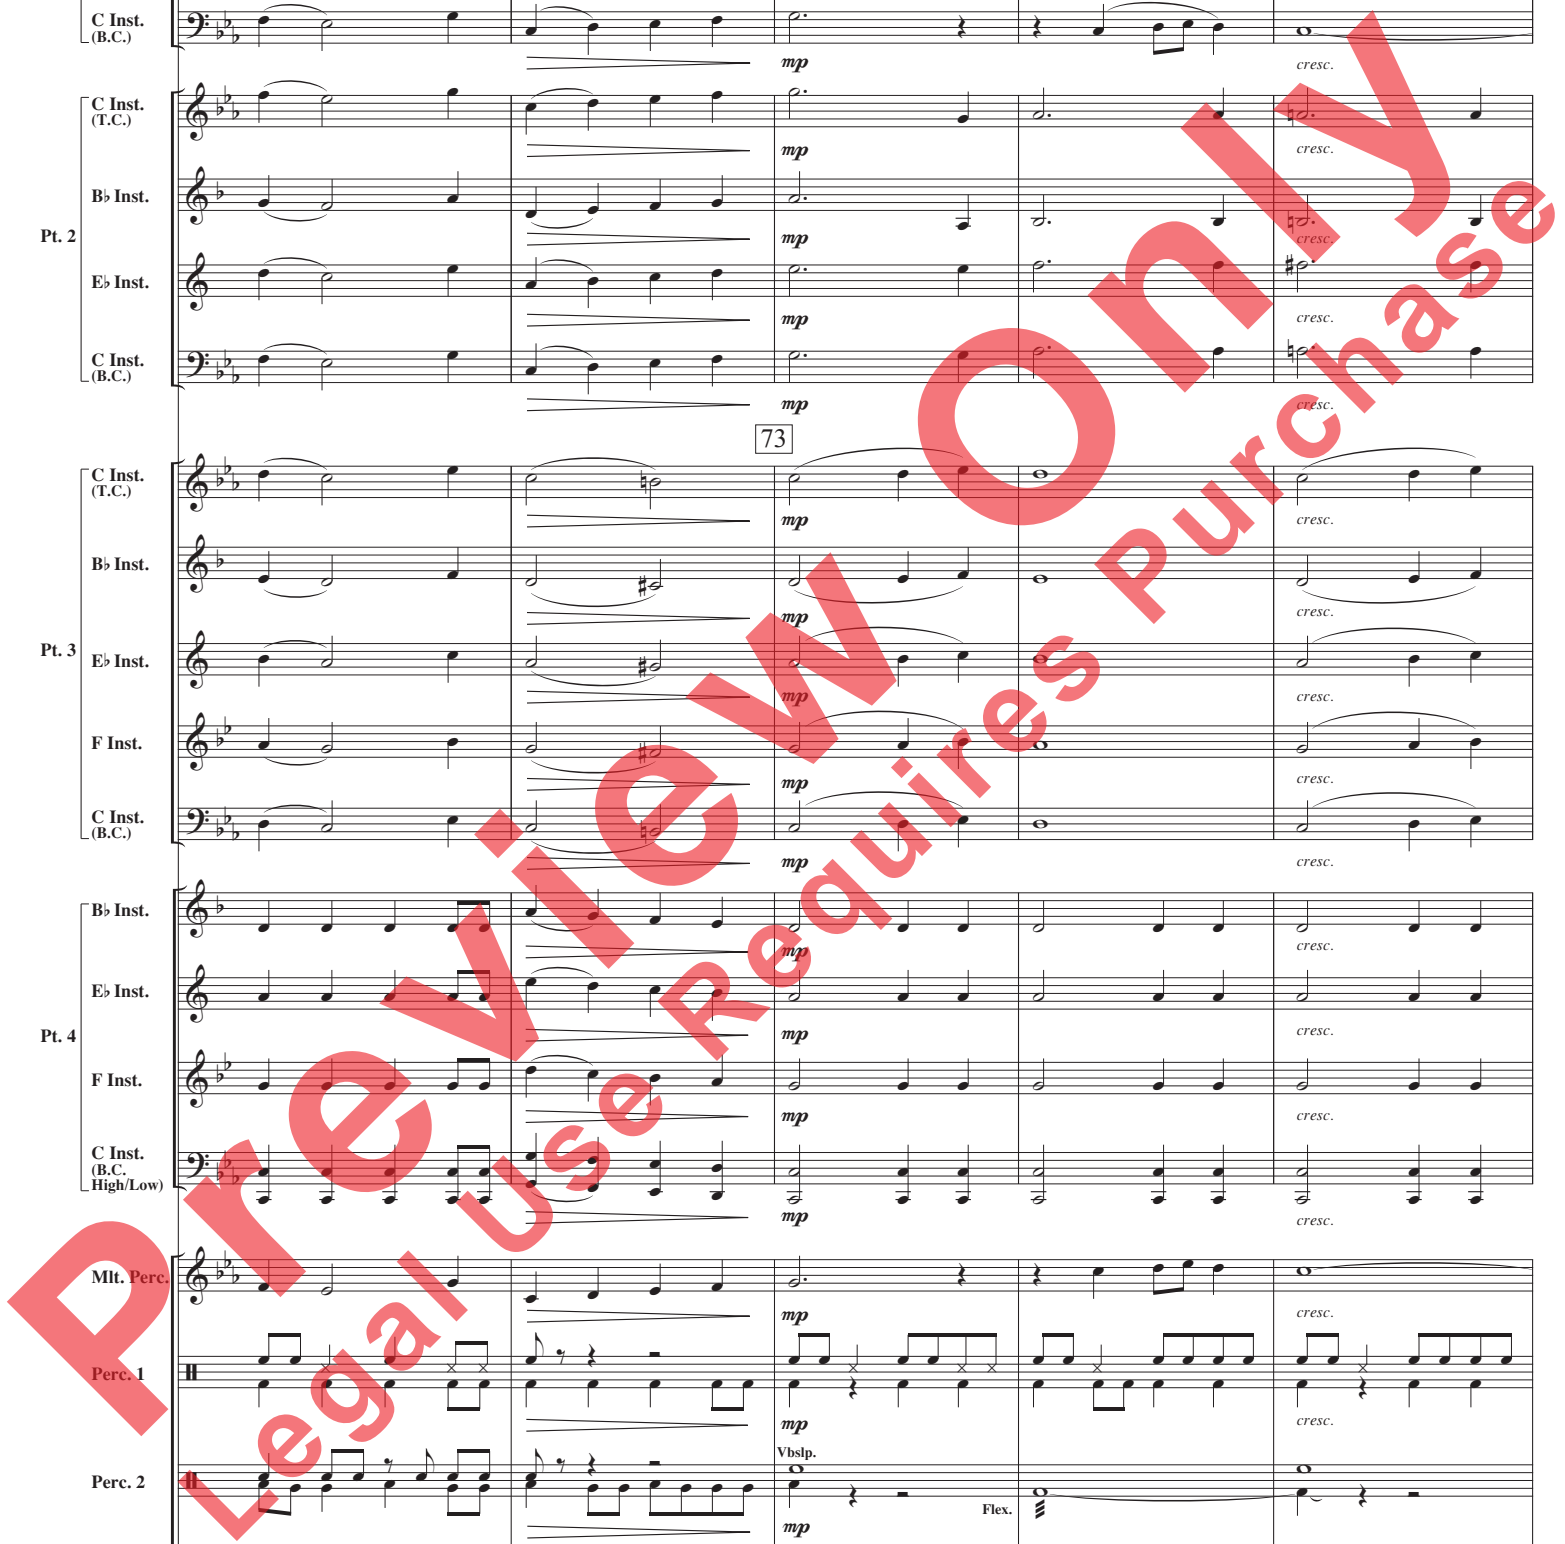 C Inst.
(B.C.)
mp
cresc.
C Inst.
(T.C.)
mp
cresc.
B♭ Inst.
mp
cresc.
Pt. 2
E♭ Inst.
mp
cresc.
C Inst.
(B.C.)
mp
cresc.
73
C Inst.
(T.C.)
mp
cresc.
B♭ Inst.
mp
cresc.
Pt. 3
E♭ Inst.
mp
cresc.
F Inst.
mp
cresc.
C Inst.
(B.C.)
mp
cresc.
B♭ Inst.
mp
cresc.
E♭ Inst.
mp
cresc.
Pt. 4
F Inst.
mp
cresc.
C Inst.
(B.C.
High/Low)
mp
cresc.
Mlt. Perc.
mp
cresc.
Perc. 1
mp
cresc.
Vbslp.
Perc. 2
Flex.
mp
Preview Only
Legal Use Requires Purchase